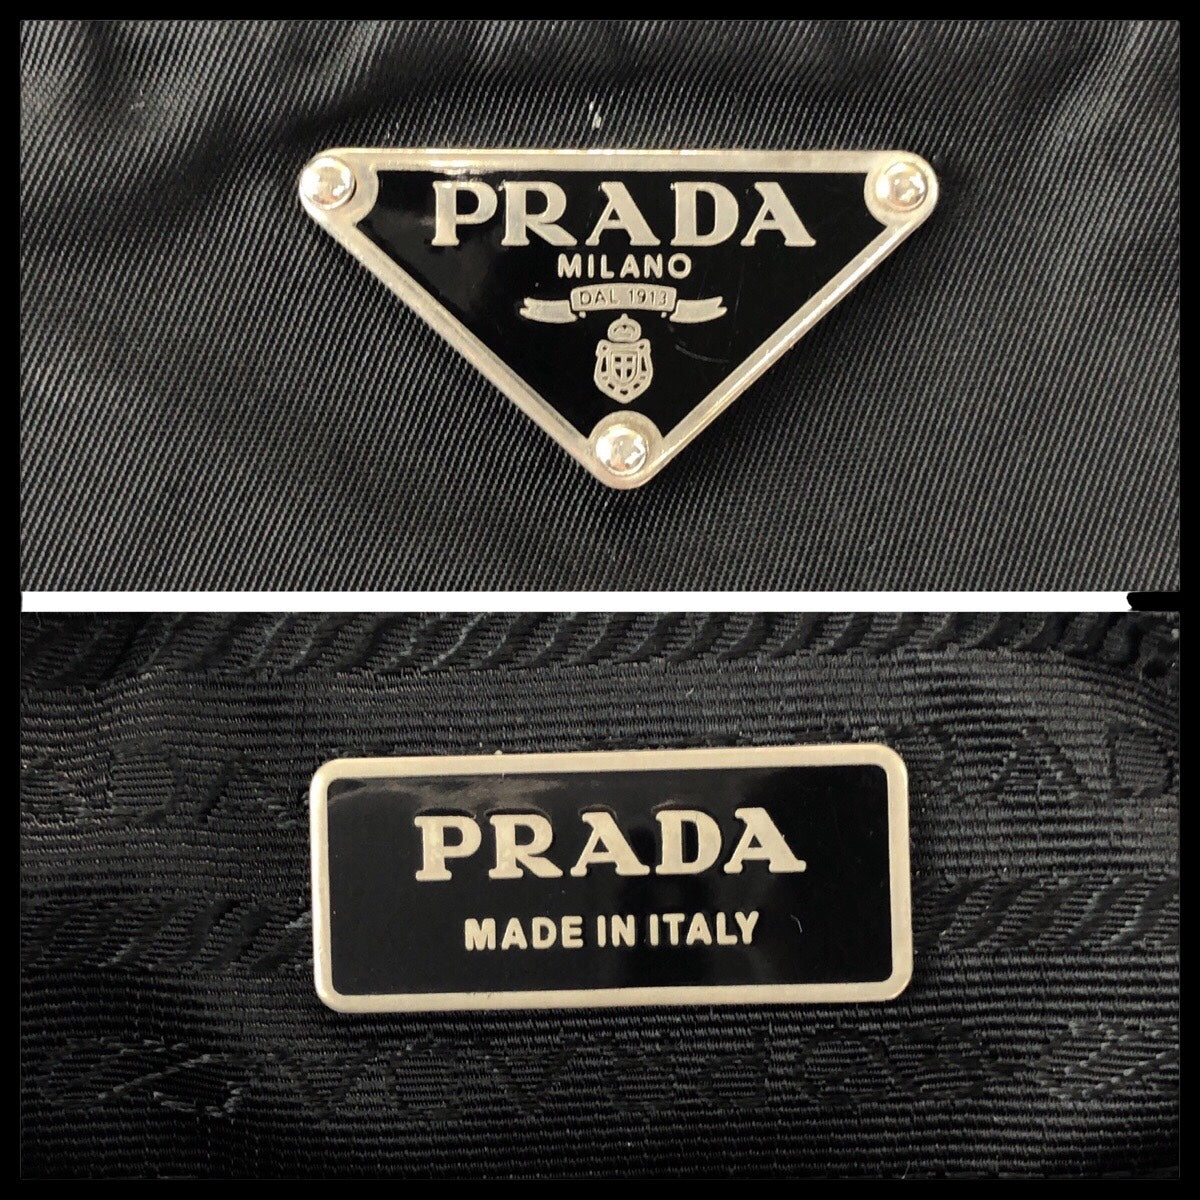 PRADA
MILANO
DAL 1913
PRADA
MADE IN ITALY